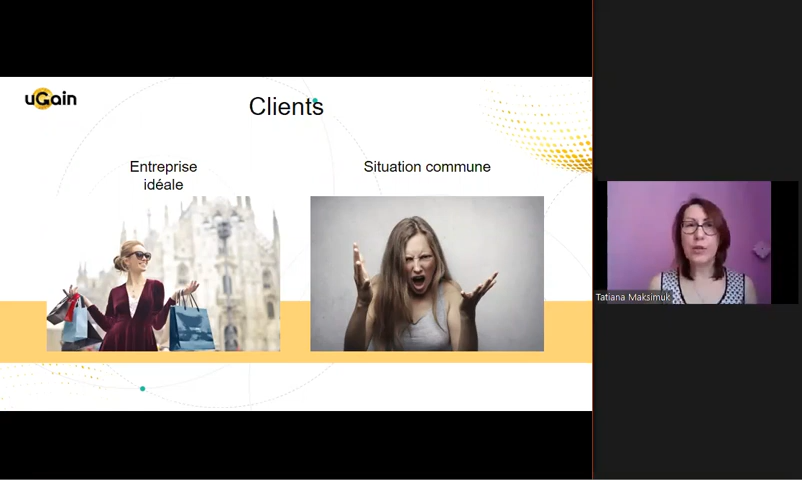 uGain
Clients
Entreprise
idéale
Situation commune
Tatiana Maksimuk